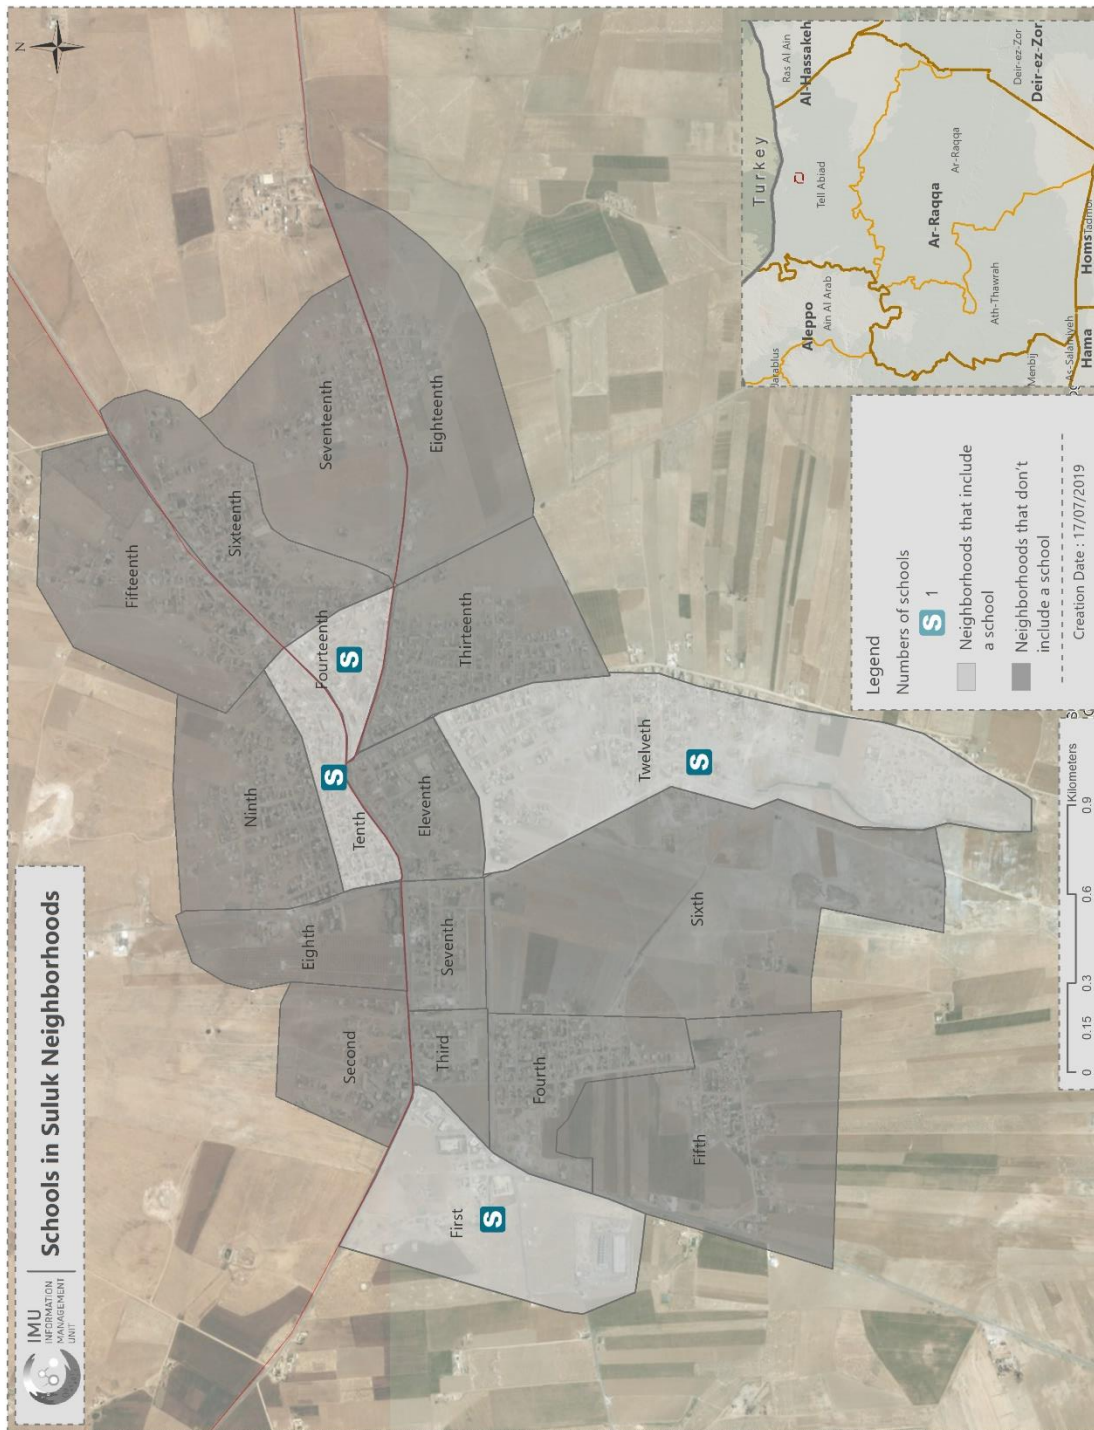 IMU
INFORMATION
MANAGEMENT
UNIT
Schools in Suluk Neighborhoods
N
Fifteenth
Sixteenth
Seventeenth
Eighteenth
Fourteenth
S
Thirteenth
Ninth
S
Tenth
Eleventh
Twelveth
S
Eighth
Seventh
Sixth
Second
Third
Fourth
Fifth
First
S
Turkey
Ras Al Ain
Al-Hassakeh
Tell Abiad
Aleppo
Ain Al Arab
Jarablus
Ar-Raqqa
Ar-Raqqa
Deir-ez-Zor
Deir-ez-Zor
Ath-Thawrah
Menbij
As-Salamiyeh
Hama
Homs
Tadmor
Legend
Numbers of schools
S 1
Neighborhoods that include
a school
Neighborhoods that don't
include a school
Creation Date : 17/07/2019
Kilometers
0 0.15 0.3 0.6 0.9